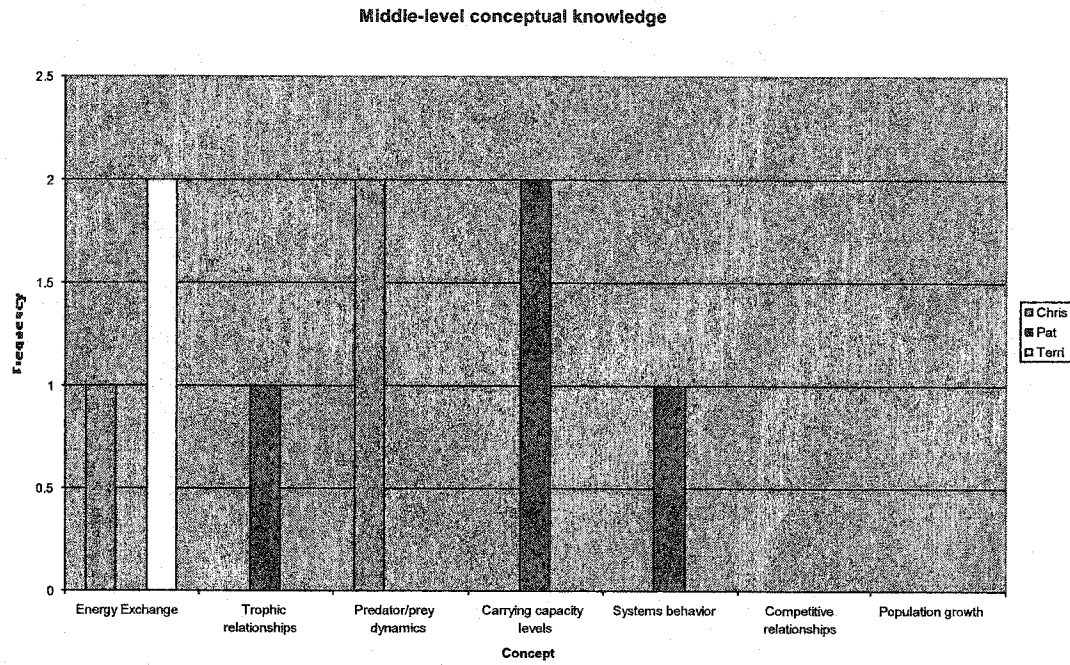 Middle-level conceptual knowledge
2.5
2
1.5
1
0.5
0
Frequency
Energy Exchange
Trophic
relationships
Predator/prey
dynamics
Carrying capacity
levels
Systems behavior
Competitive
relationships
Population growth
Concept
Chris
Pat
Terri